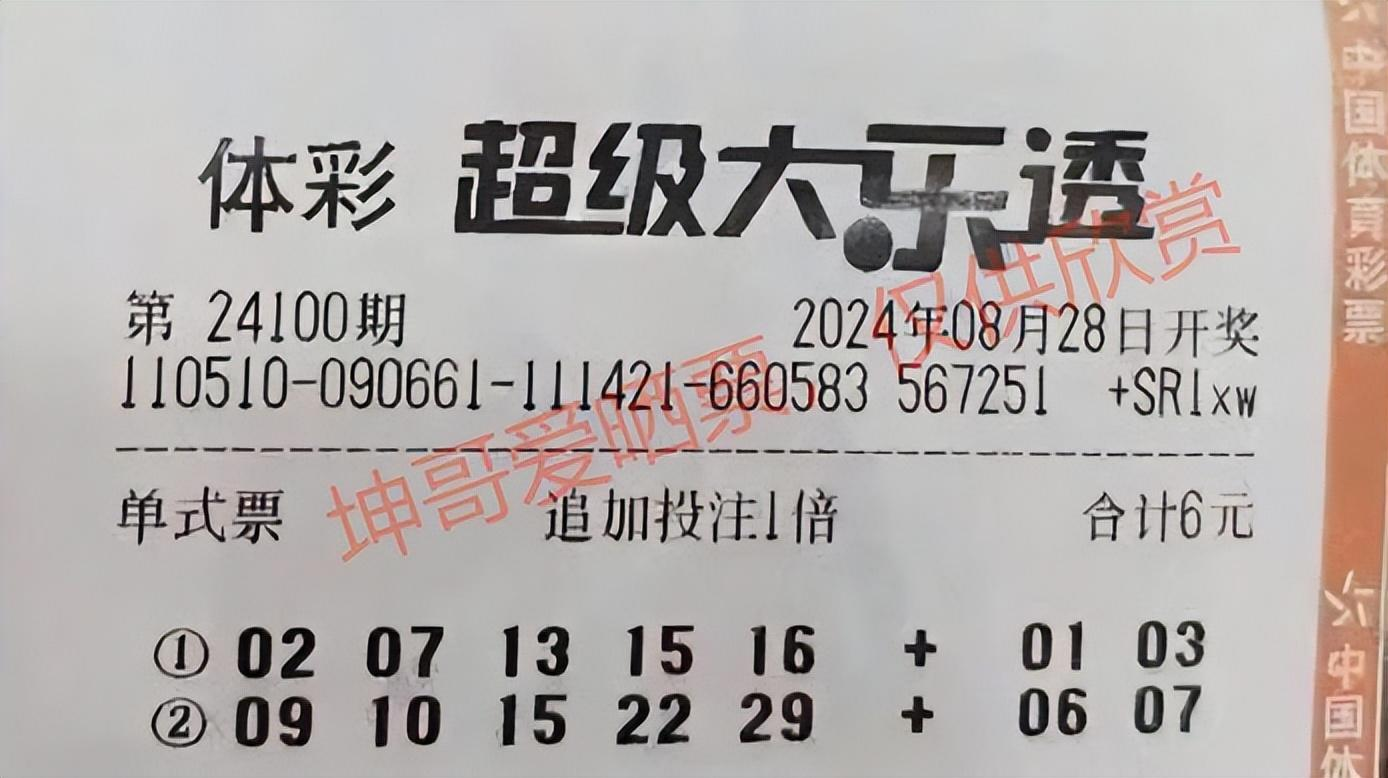 体彩 超级大乐透
第 24100期 2024年08月28日开奖
110510-090661-111421-660583 567251 +SR1xw
单式票 追加投注1倍 合计6元
① 02 07 13 15 16 + 01 03
② 09 10 15 22 29 + 06 07
坤哥爱晒票,仅供欣赏
中国体育彩票
中国体